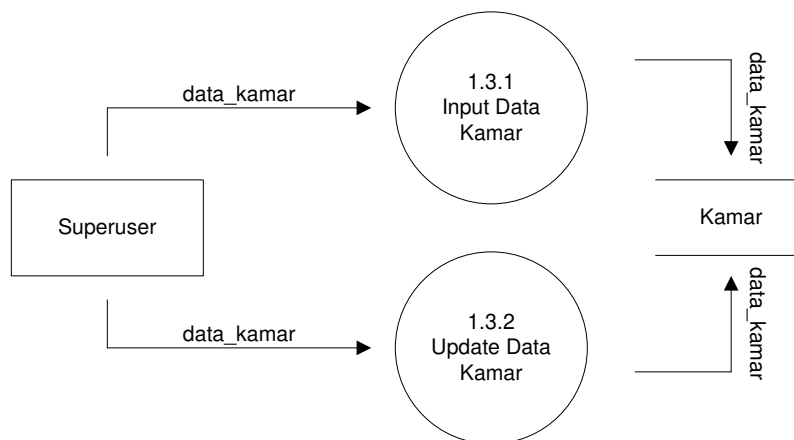 data_kamar
1.3.1
Input Data
Kamar
data_kamar
Superuser
Kamar
data_kamar
1.3.2
Update Data
Kamar
data_kamar